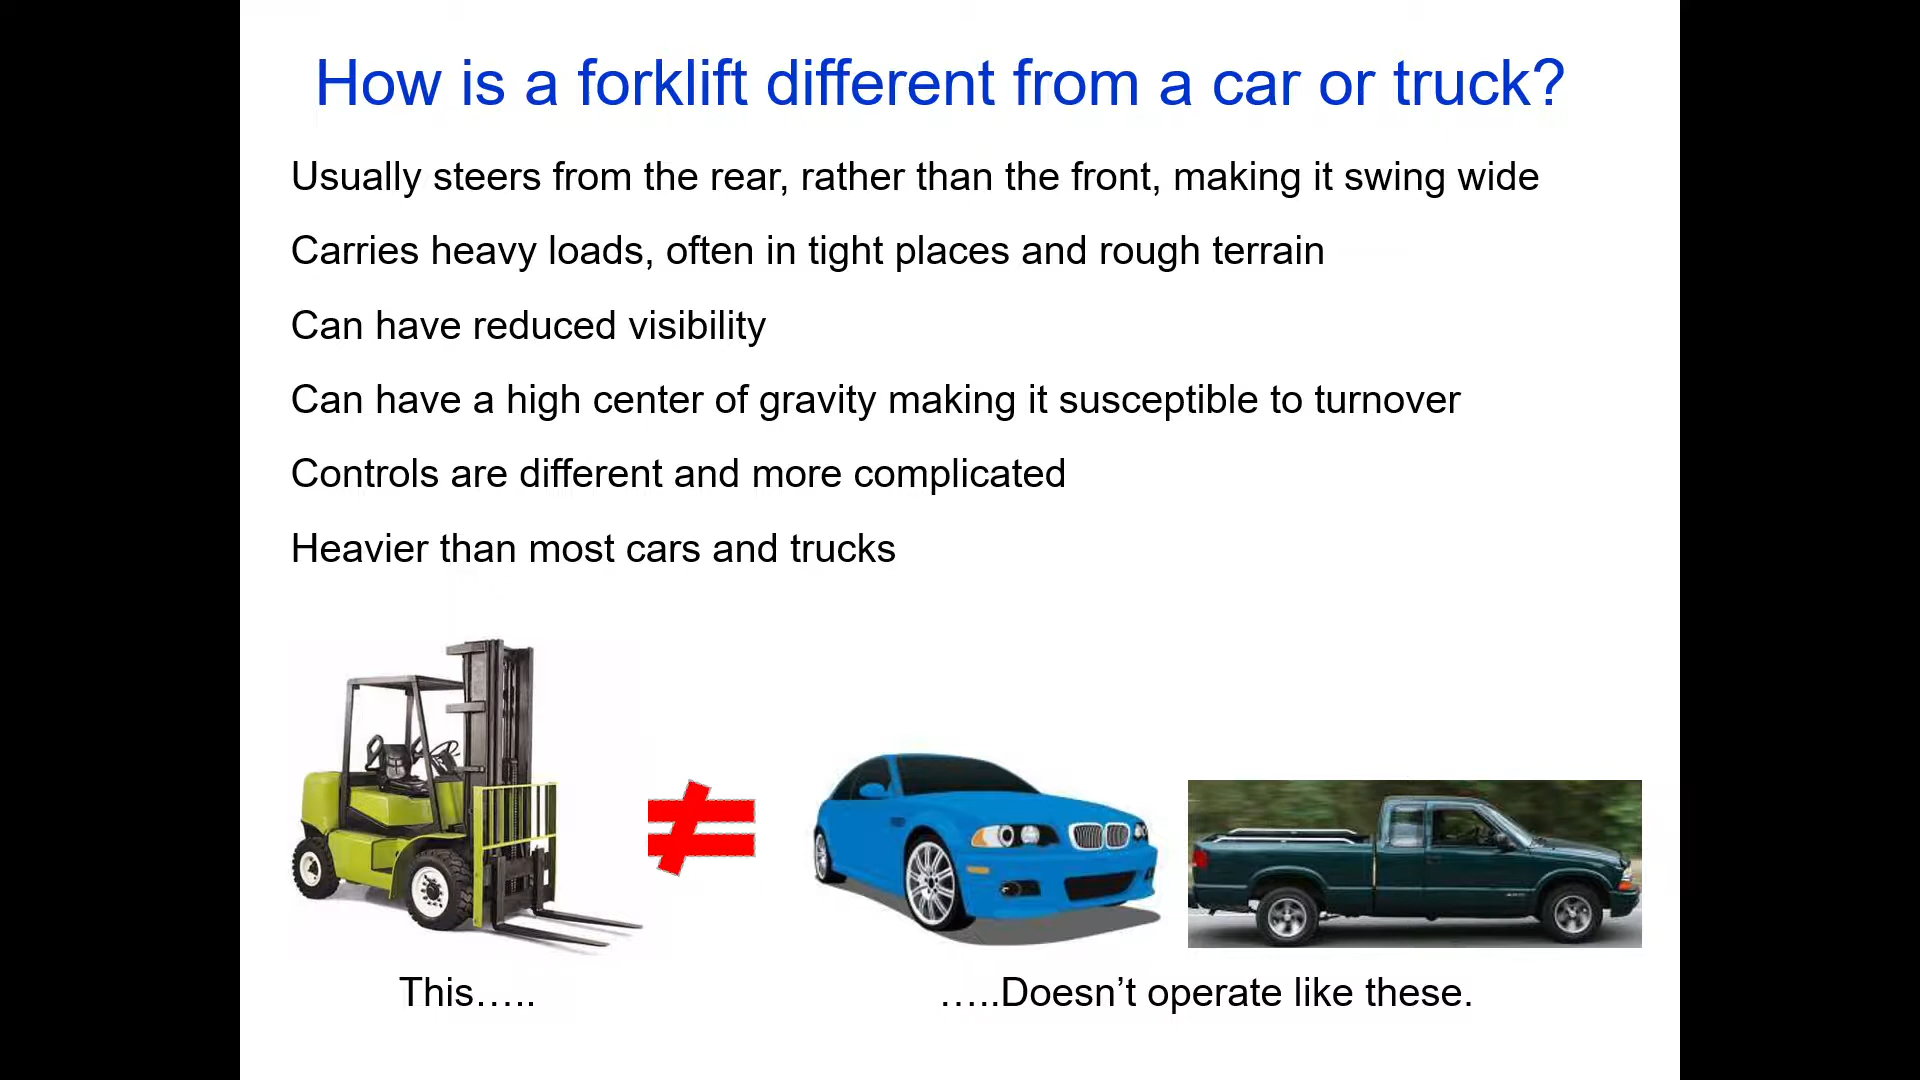 How is a forklift different from a car or truck?
Usually steers from the rear, rather than the front, making it swing wide
Carries heavy loads, often in tight places and rough terrain
Can have reduced visibility
Can have a high center of gravity making it susceptible to turnover
Controls are different and more complicated
Heavier than most cars and trucks
≠
This…..
…..Doesn’t operate like these.